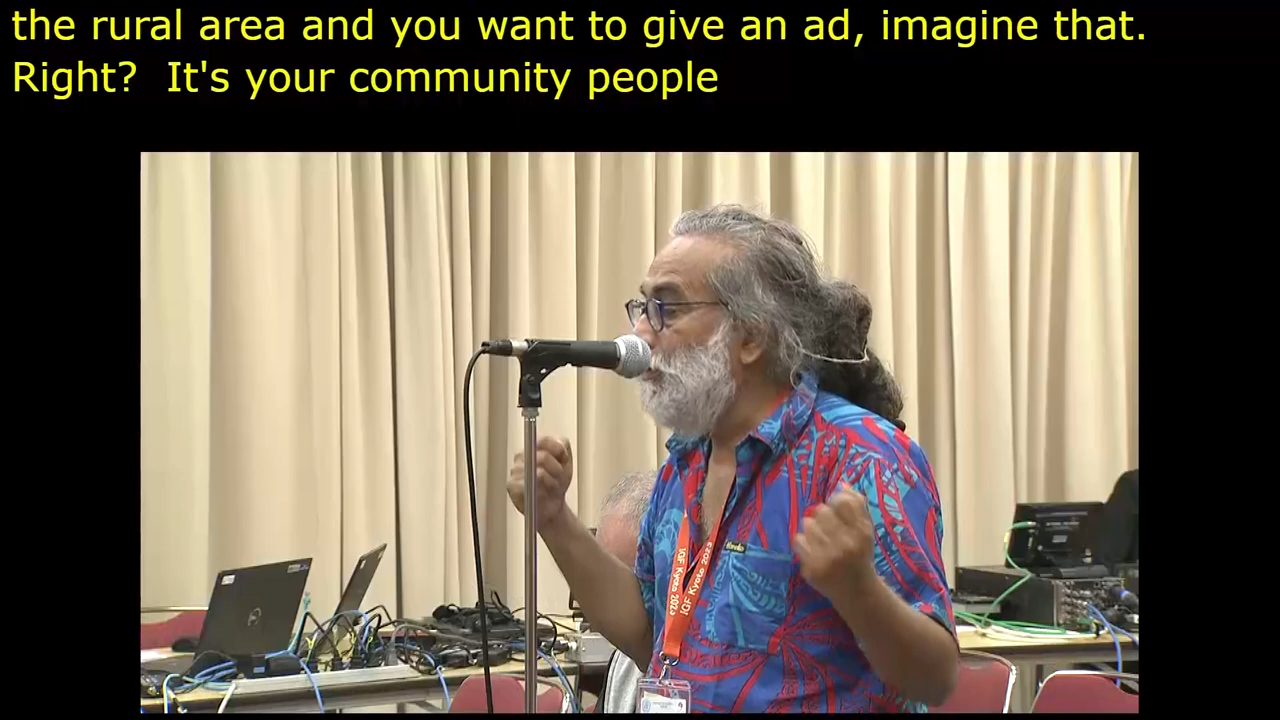 the rural area and you want to give an ad, imagine that.
Right?  It's your community people
IGF Kyoto 2023
IGF Kyoto 2023
DELL